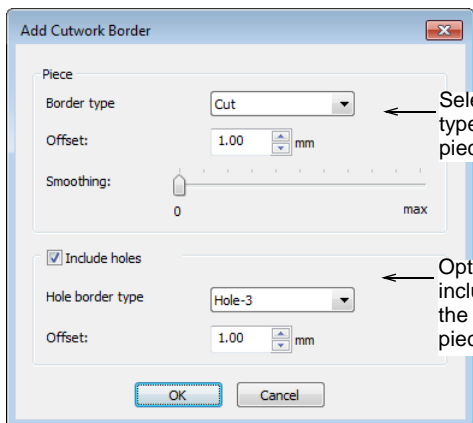 Add Cutwork Border
Piece
Border type
Cut
Offset:
1.00
mm
Smoothing:
0
max
Include holes
Hole border type
Hole-3
Offset:
1.00
mm
OK
Cancel
the